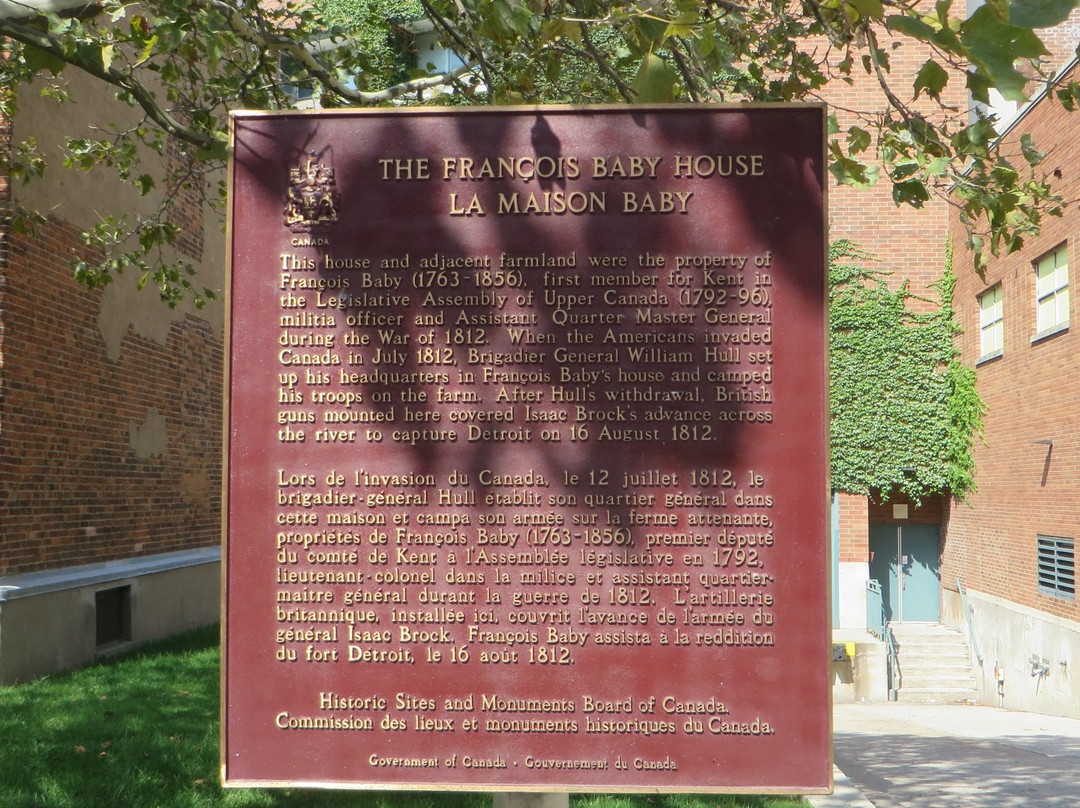 THE FRANÇOIS BABY HOUSE
LA MAISON BABY
CANADA
This house and adjacent farmland were the property of
François Baby (1763-1856), first member for Kent in
the Legislative Assembly of Upper Canada (1792-96),
militia officer and Assistant Quarter Master General
during the War of 1812. When the Americans invaded
Canada in July 1812, Brigadier General William Hull set
up his headquarters in François Baby's house and camped
his troops on the farm. After Hull's withdrawal, British
guns mounted here covered Isaac Brock's advance across
the river to capture Detroit on 16 August 1812.
Lors de l'invasion du Canada, le 12 juillet 1812, le
brigadier-général Hull établit son quartier général dans
cette maison et campa son armée sur la ferme attenante,
propriétés de François Baby (1763-1856), premier député
du comté de Kent à l'Assemblée législative en 1792,
lieutenant-colonel dans la milice et assistant quartier-
maitre général durant la guerre de 1812. L'artillerie
britannique, installée ici, couvrit l'avance de l'armée du
général Isaac Brock. François Baby assista à la reddition
du fort Détroit, le 16 août 1812.
Historic Sites and Monuments Board of Canada.
Commission des lieux et monuments historiques du Canada.
Government of Canada · Gouvernement du Canada